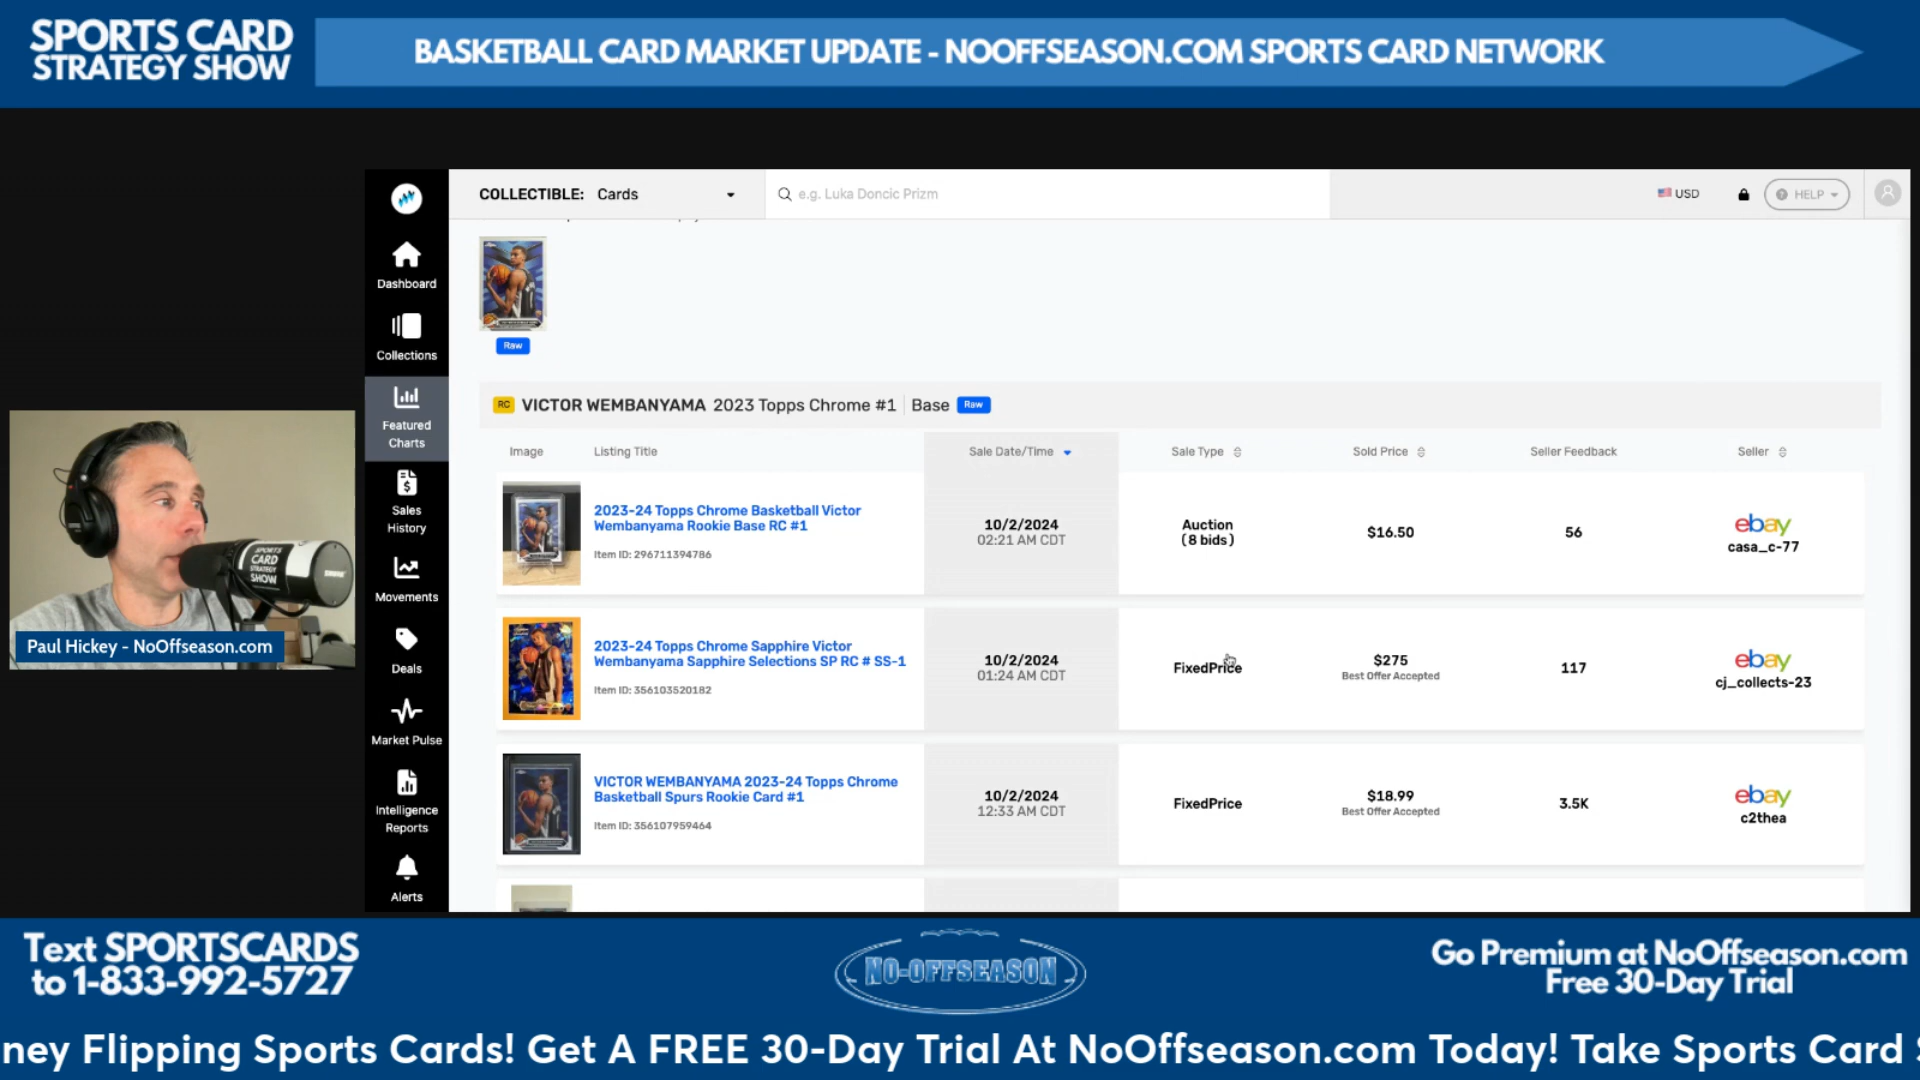 SPORTS CARD
STRATEGY SHOW
BASKETBALL CARD MARKET UPDATE - NOOFFSEASON.COM SPORTS CARD NETWORK
COLLECTIBLE: Cards
e.g. Luka Doncic Prizm
USD
HELP
Dashboard
Collections
Featured
Charts
Sales
History
Movements
Deals
Market Pulse
Intelligence
Reports
Alerts
Raw
RC VICTOR WEMBANYAMA 2023 Topps Chrome #1 | Base Raw
Image Listing Title Sale Date/Time Sale Type Sold Price Seller Feedback Seller
2023-24 Topps Chrome Basketball Victor
Wembanyama Rookie Base RC #1
Item ID: 296711394786
10/2/2024
02:21 AM CDT
Auction
(8 bids)
$16.50
56
ebay
casa_c-77
2023-24 Topps Chrome Sapphire Victor
Wembanyama Sapphire Selections SP RC # SS-1
Item ID: 356103520182
10/2/2024
01:24 AM CDT
FixedPrice
$275
Best Offer Accepted
117
ebay
cj_collects-23
VICTOR WEMBANYAMA 2023-24 Topps Chrome
Basketball Spurs Rookie Card #1
Item ID: 356107959464
10/2/2024
12:33 AM CDT
FixedPrice
$18.99
Best Offer Accepted
3.5K
ebay
c2thea
SPORTS
CARD
STRATEGY
SHOW
Paul Hickey - NoOffseason.com
Text SPORTSCARDS
to 1-833-992-5727
NO-OFFSEASON
Go Premium at NoOffseason.com
Free 30-Day Trial
ney Flipping Sports Cards! Get A FREE 30-Day Trial At NoOffseason.com Today! Take Sports Card